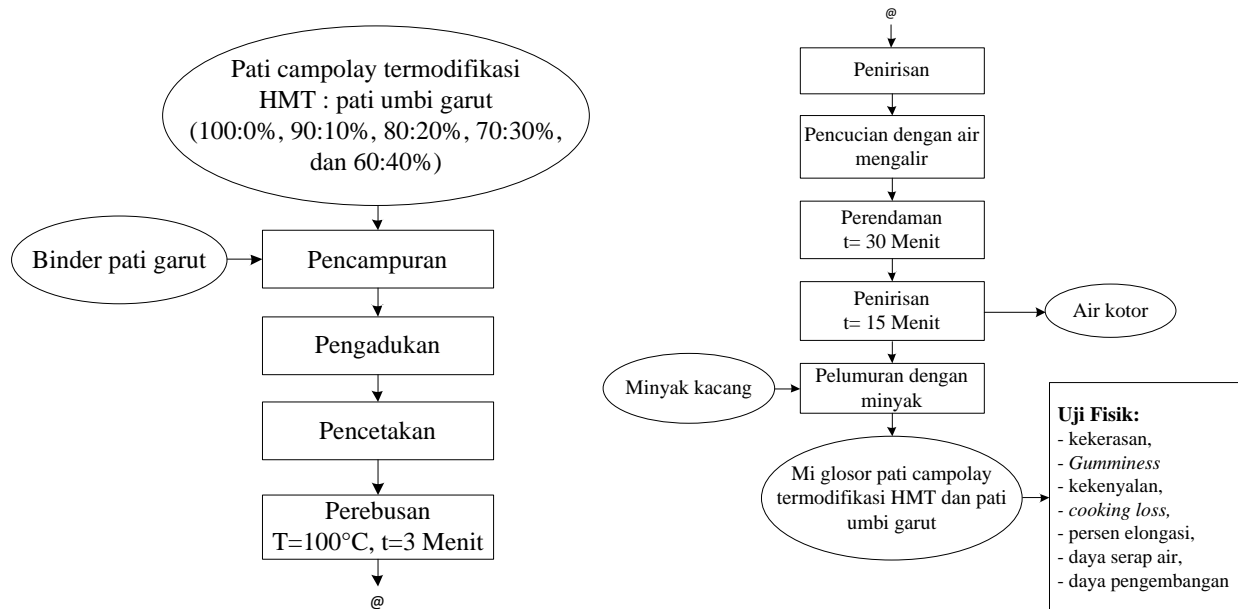 Pati campolay termodifikasi
HMT : pati umbi garut
(100:0%, 90:10%, 80:20%, 70:30%,
dan 60:40%)
Binder pati garut
Pencampuran
Pengadukan
Pencetakan
Perebusan
T=100°C, t=3 Menit
@
@
Penirisan
Pencucian dengan air
mengalir
Perendaman
t= 30 Menit
Penirisan
t= 15 Menit
Air kotor
Minyak kacang
Pelumuran dengan
minyak
Mi glosor pati campolay
termodifikasi HMT dan pati
umbi garut
Uji Fisik:
- kekerasan,
- Gumminess
- kekenyalan,
- cooking loss,
- persen elongasi,
- daya serap air,
- daya pengembangan